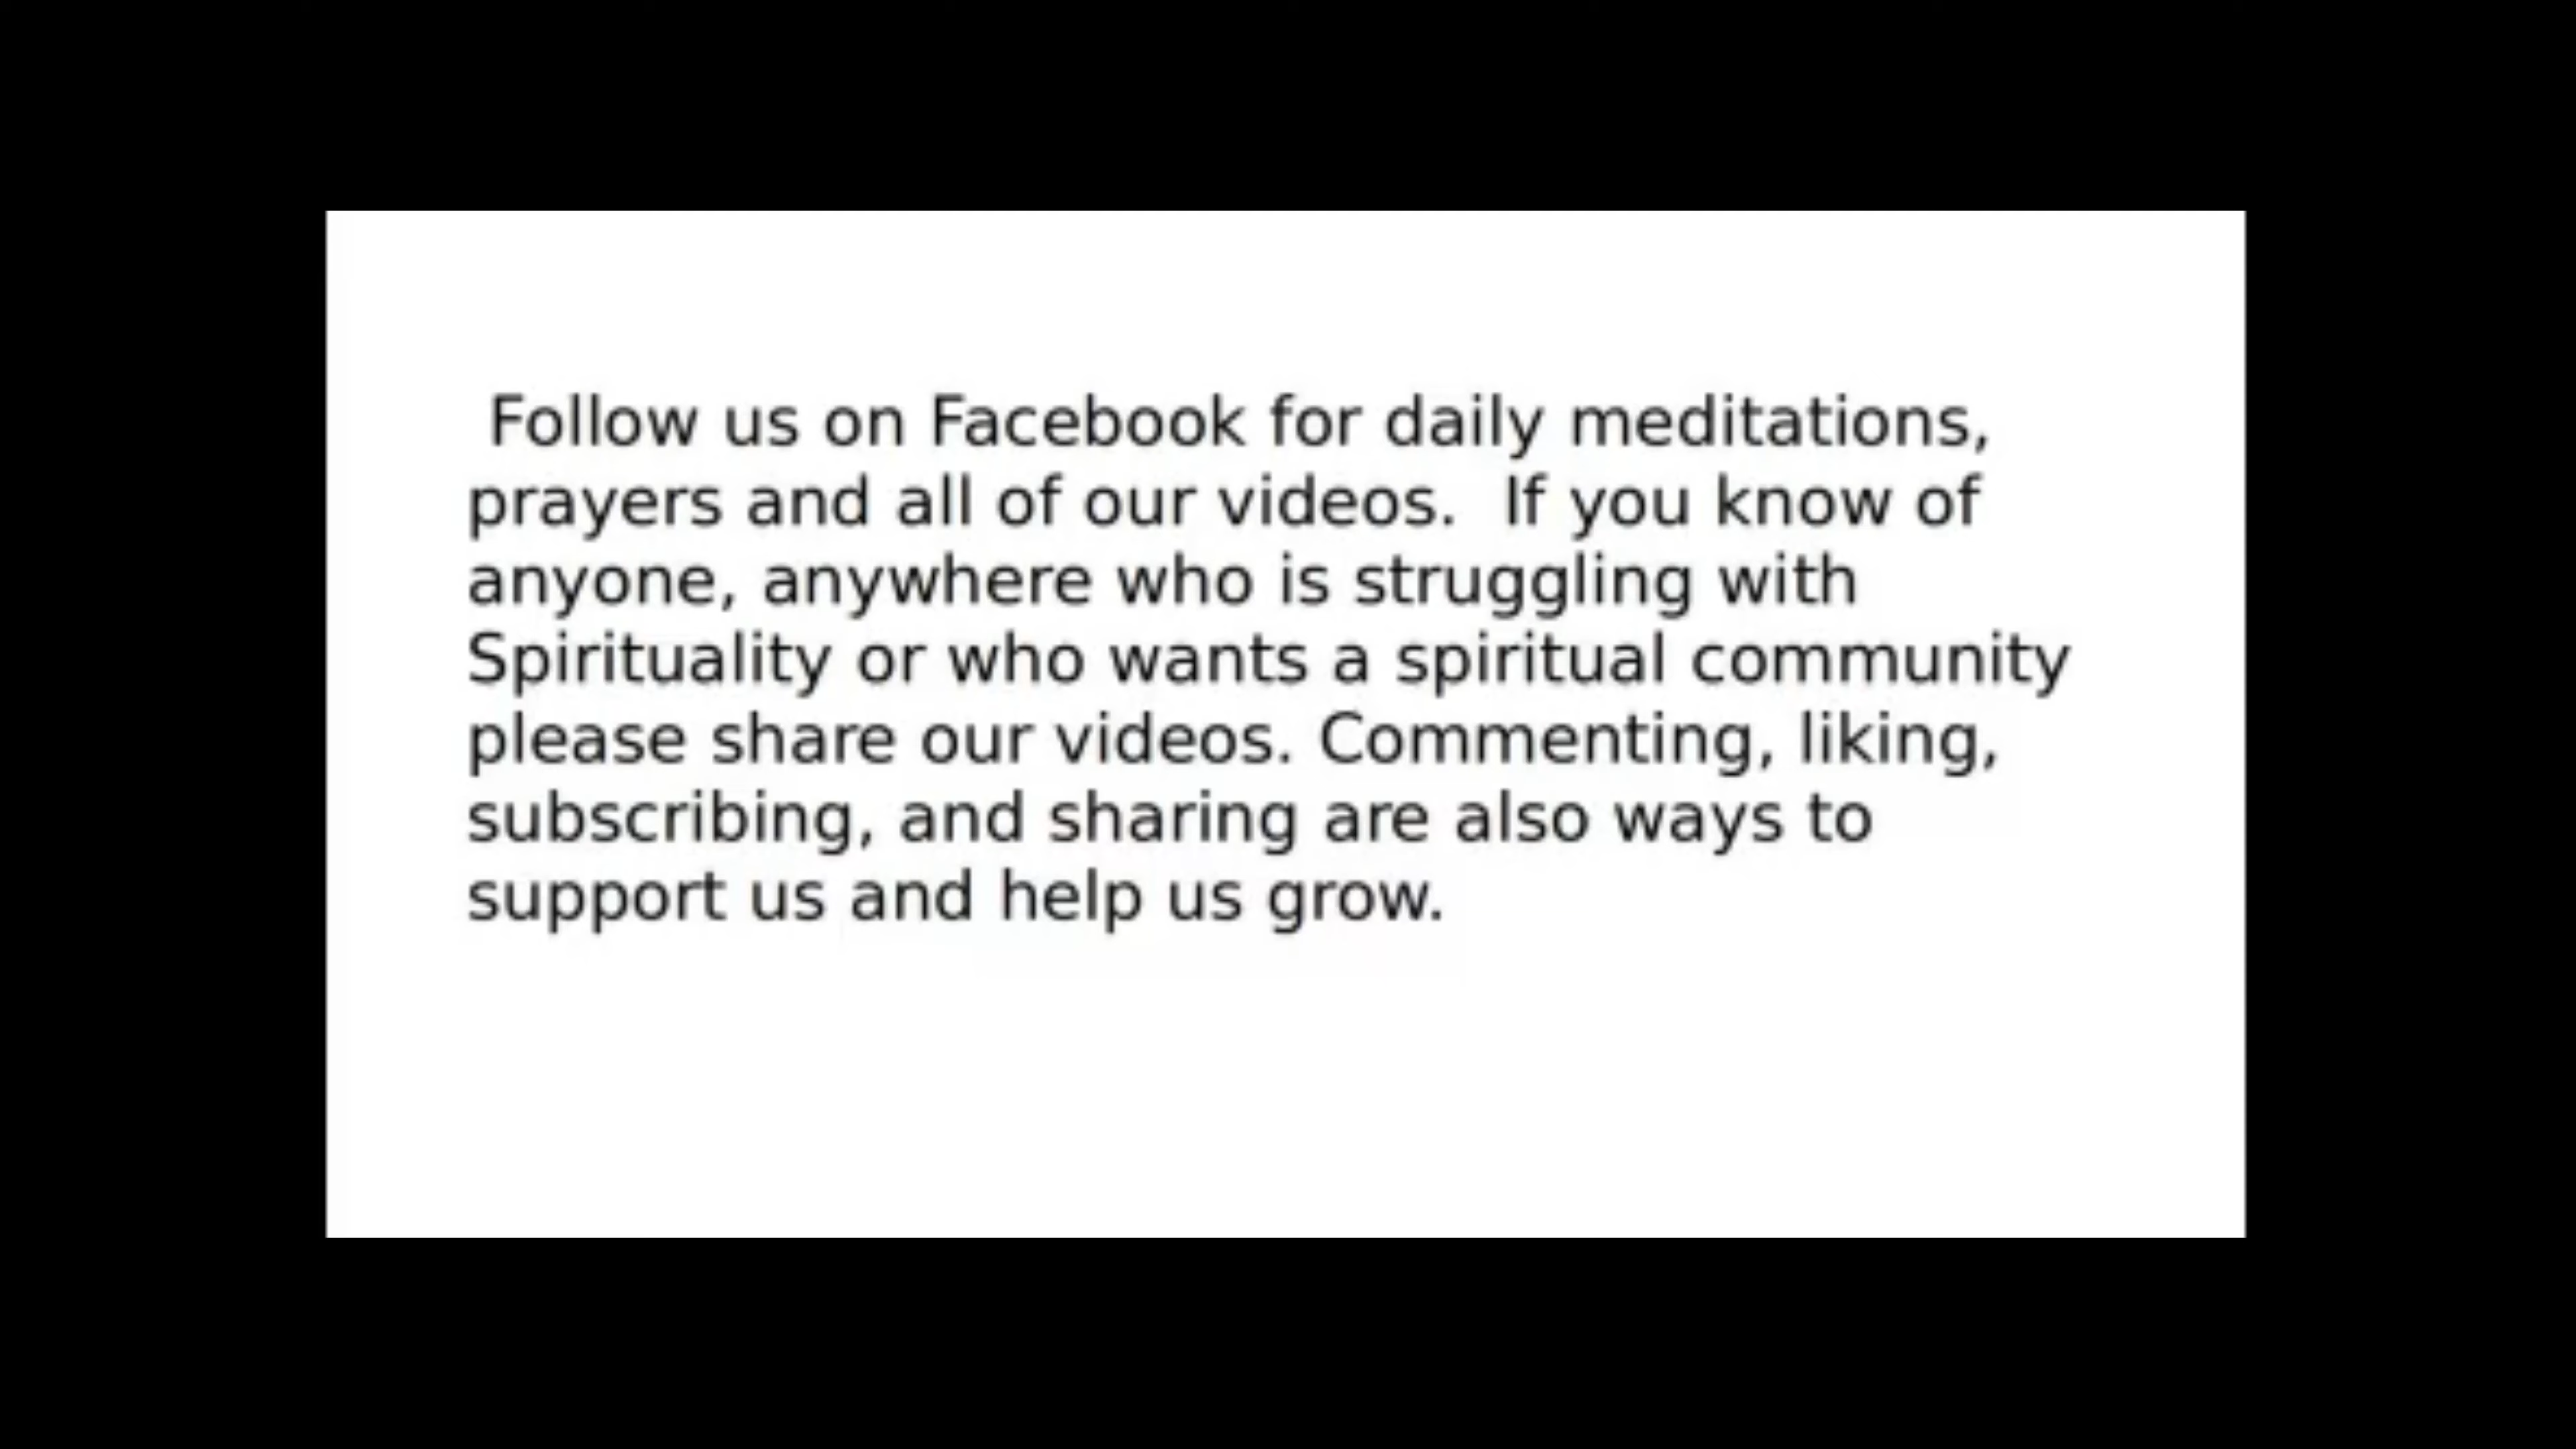 Follow us on Facebook for daily meditations,
prayers and all of our videos.  If you know of
anyone, anywhere who is struggling with
Spirituality or who wants a spiritual community
please share our videos. Commenting, liking,
subscribing, and sharing are also ways to
support us and help us grow.